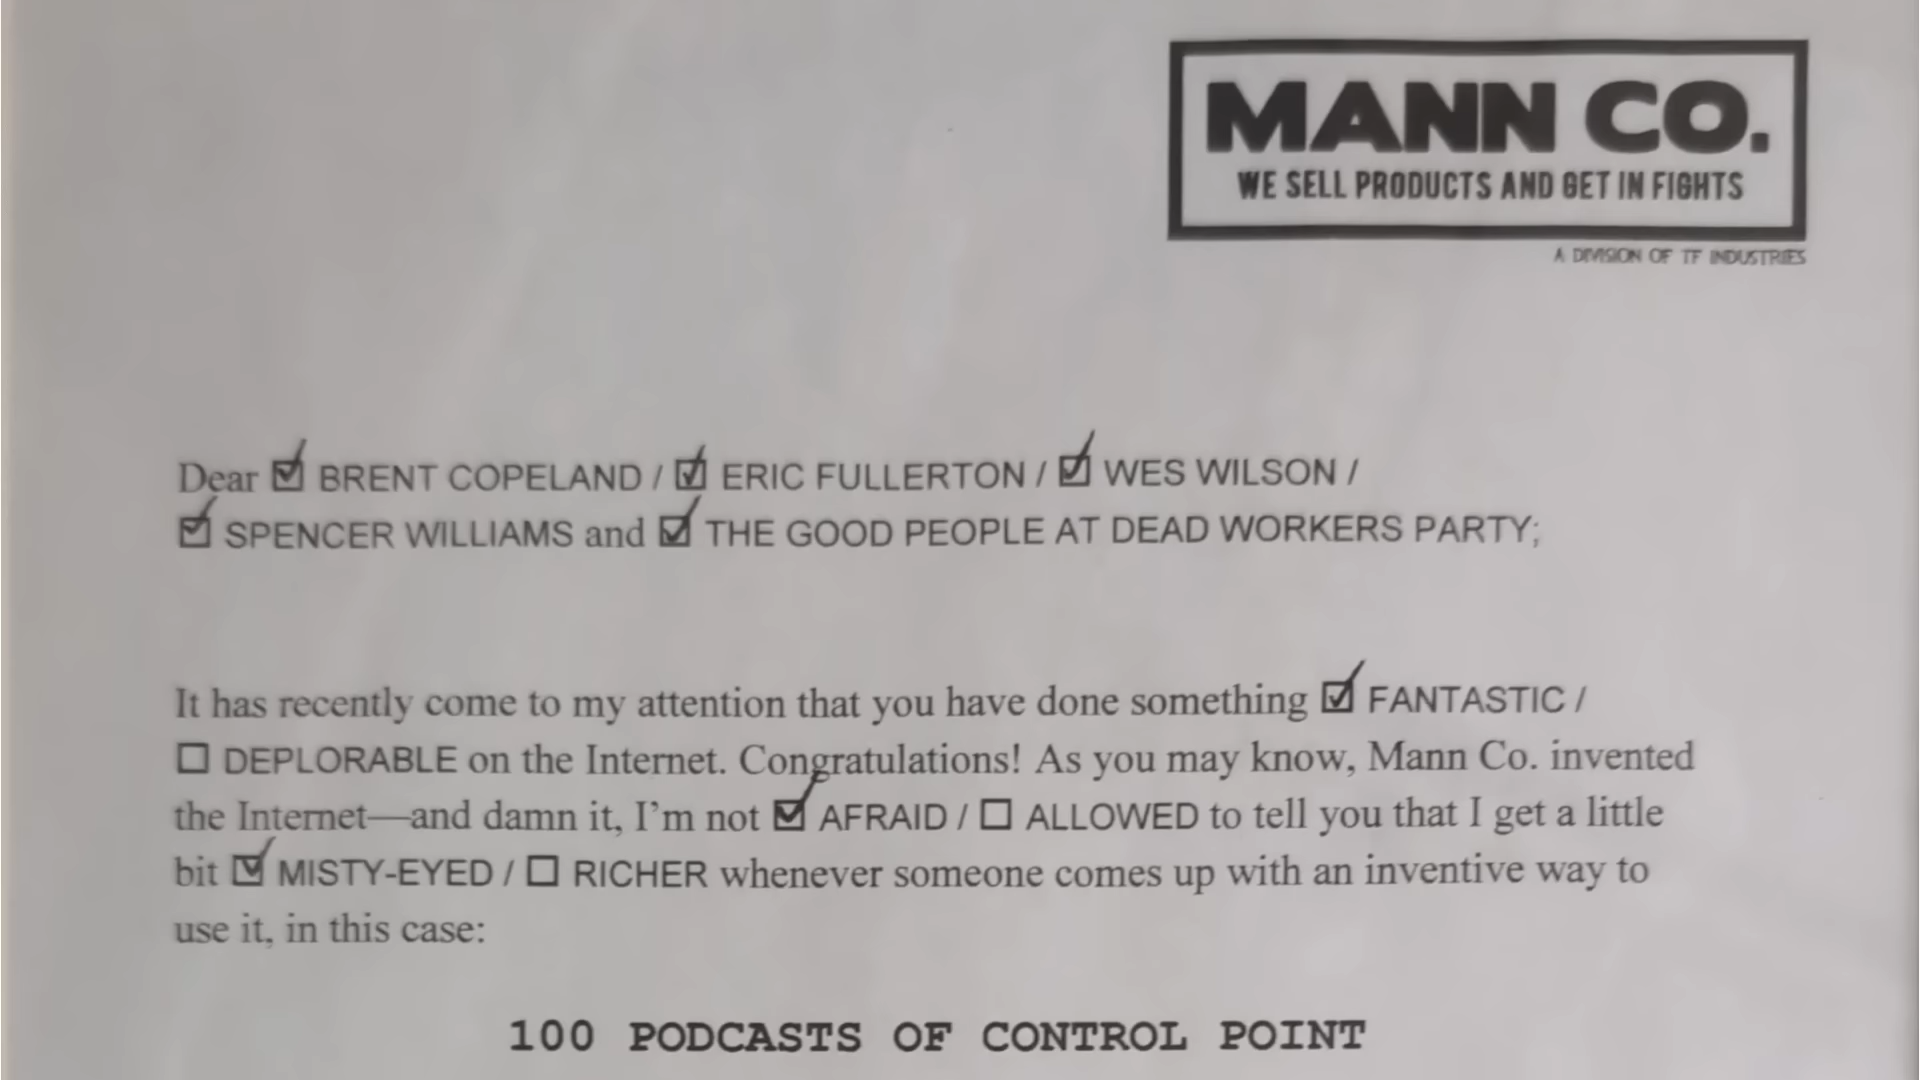 MANN CO.
WE SELL PRODUCTS AND GET IN FIGHTS
A DIVISION OF TF INDUSTRIES
Dear ☑ BRENT COPELAND / ☑ ERIC FULLERTON / ☑ WES WILSON /
☑ SPENCER WILLIAMS and ☑ THE GOOD PEOPLE AT DEAD WORKERS PARTY;
It has recently come to my attention that you have done something ☑ FANTASTIC /
☐ DEPLORABLE on the Internet. Congratulations! As you may know, Mann Co. invented
the Internet—and damn it, I'm not ☑ AFRAID / ☐ ALLOWED to tell you that I get a little
bit ☑ MISTY-EYED / ☐ RICHER whenever someone comes up with an inventive way to
use it, in this case:
100 PODCASTS OF CONTROL POINT